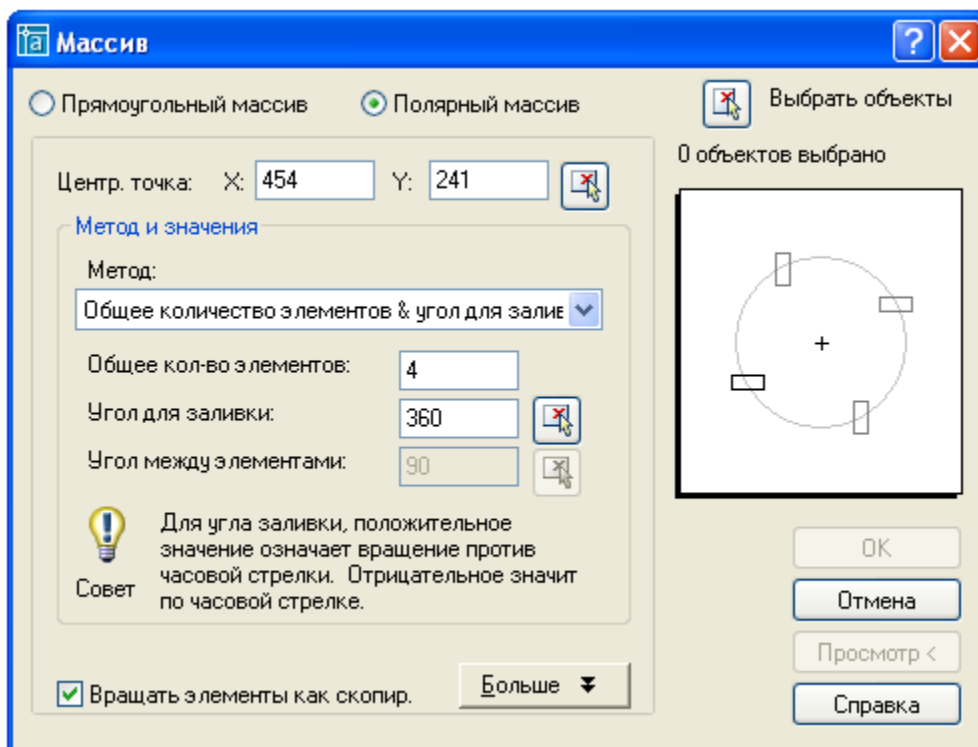 Массив
Прямоугольный массив Полярный массив
Выбрать объекты
0 объектов выбрано
Центр. точка: X: 454 Y: 241
Метод и значения
Метод:
Общее количество элементов & угол для залив
Общее кол-во элементов: 4
Угол для заливки: 360
Угол между элементами: 90
Совет
Для угла заливки, положительное
значение означает вращение против
часовой стрелки. Отрицательное значит
по часовой стрелке.
Вращать элементы как скопир.
Больше
OK
Отмена
Просмотр <
Справка